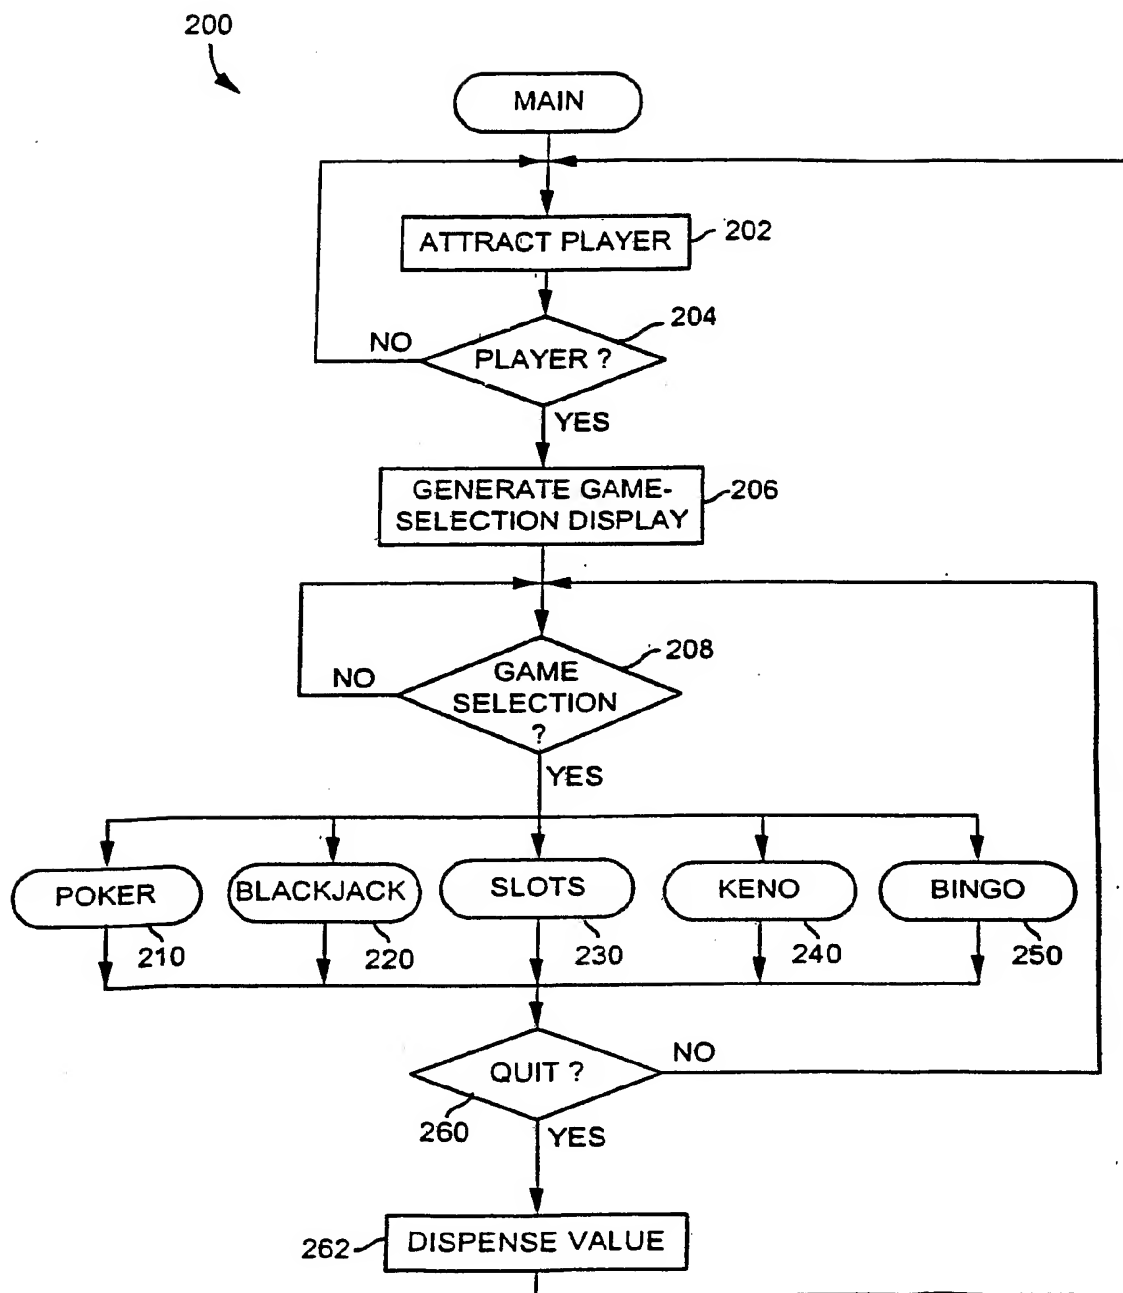 200
MAIN
ATTRACT PLAYER
202
204
NO
PLAYER ?
YES
GENERATE GAME-
SELECTION DISPLAY
206
208
NO
GAME
SELECTION
?
YES
POKER
BLACKJACK
SLOTS
KENO
BINGO
210
220
230
240
250
QUIT ?
NO
260
YES
262
DISPENSE VALUE